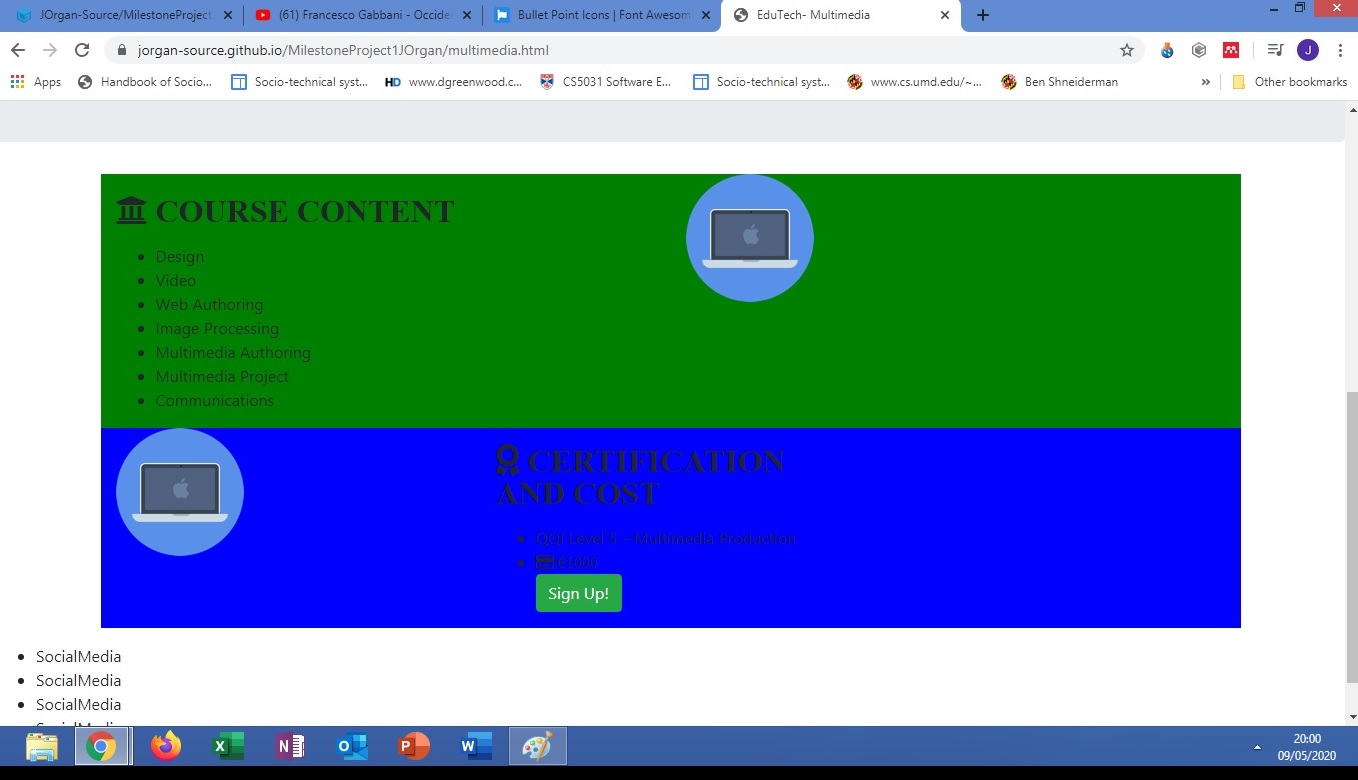 JOrgan-Source/MilestoneProject
(61) Francesco Gabbani - Occide
Bullet Point Icons | Font Awesom
EduTech- Multimedia
jorgan-source.github.io/MilestoneProject1JOrgan/multimedia.html
J
Apps
Handbook of Socio...
Socio-technical syst...
HD www.dgreenwood.c...
CS5031 Software E...
Socio-technical syst...
www.cs.umd.edu/~...
Ben Shneiderman
»
Other bookmarks
COURSE CONTENT
• Design
• Video
• Web Authoring
• Image Processing
• Multimedia Authoring
• Multimedia Project
• Communications
CERTIFICATION
AND COST
• QQI Level 5 - Multimedia Production
• €1000
Sign Up!
• SocialMedia
• SocialMedia
• SocialMedia
• SocialMedia
20:00
09/05/2020